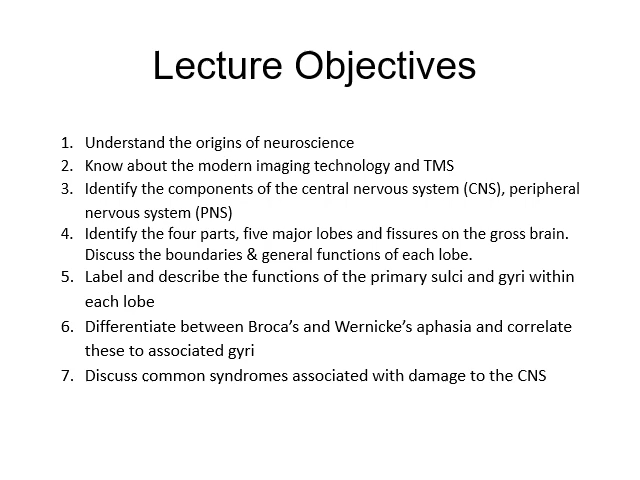 Lecture Objectives
1. Understand the origins of neuroscience
2. Know about the modern imaging technology and TMS
3. Identify the components of the central nervous system (CNS), peripheral
nervous system (PNS)
4. Identify the four parts, five major lobes and fissures on the gross brain.
Discuss the boundaries & general functions of each lobe.
5. Label and describe the functions of the primary sulci and gyri within
each lobe
6. Differentiate between Broca’s and Wernicke’s aphasia and correlate
these to associated gyri
7. Discuss common syndromes associated with damage to the CNS